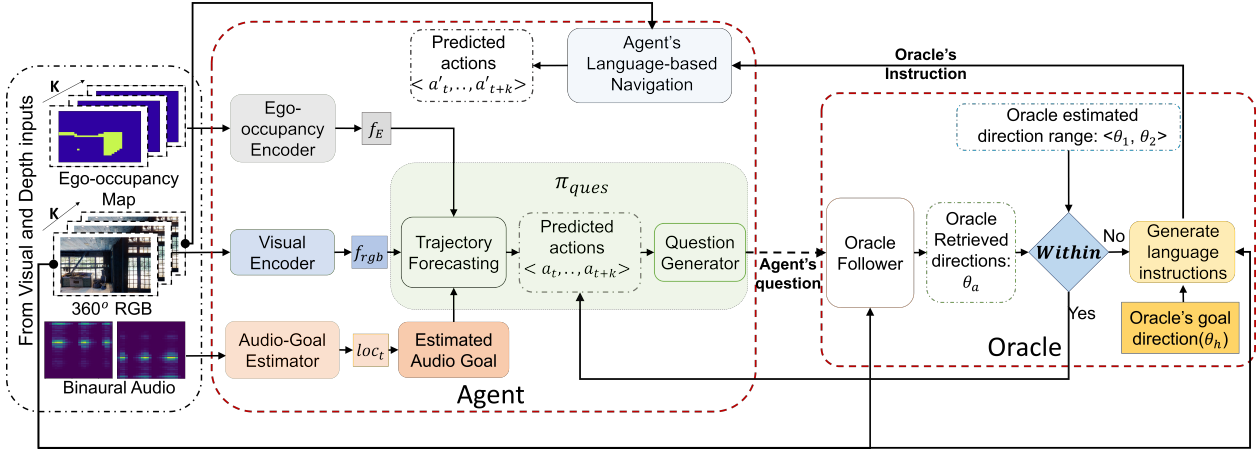 From Visual and Depth inputs
K
Ego-occupancy
Map
K
360° RGB
Binaural Audio
Ego-
occupancy
Encoder
f_E
Visual
Encoder
f_rgb
Audio-Goal
Estimator
loc_t
Estimated
Audio Goal
Predicted
actions
< a'_t,..,a'_{t+k}>
Agent's
Language-based
Navigation
π_ques
Trajectory
Forecasting
Predicted
actions
< a_t,..,a_{t+k}>
Question
Generator
Agent
Agent's
question
Oracle's
Instruction
Oracle estimated
direction range: <θ_1, θ_2>
Oracle
Follower
Oracle
Retrieved
directions:
θ_a
Within
No
Yes
Generate
language
instructions
Oracle's goal
direction(θ_h)
Oracle